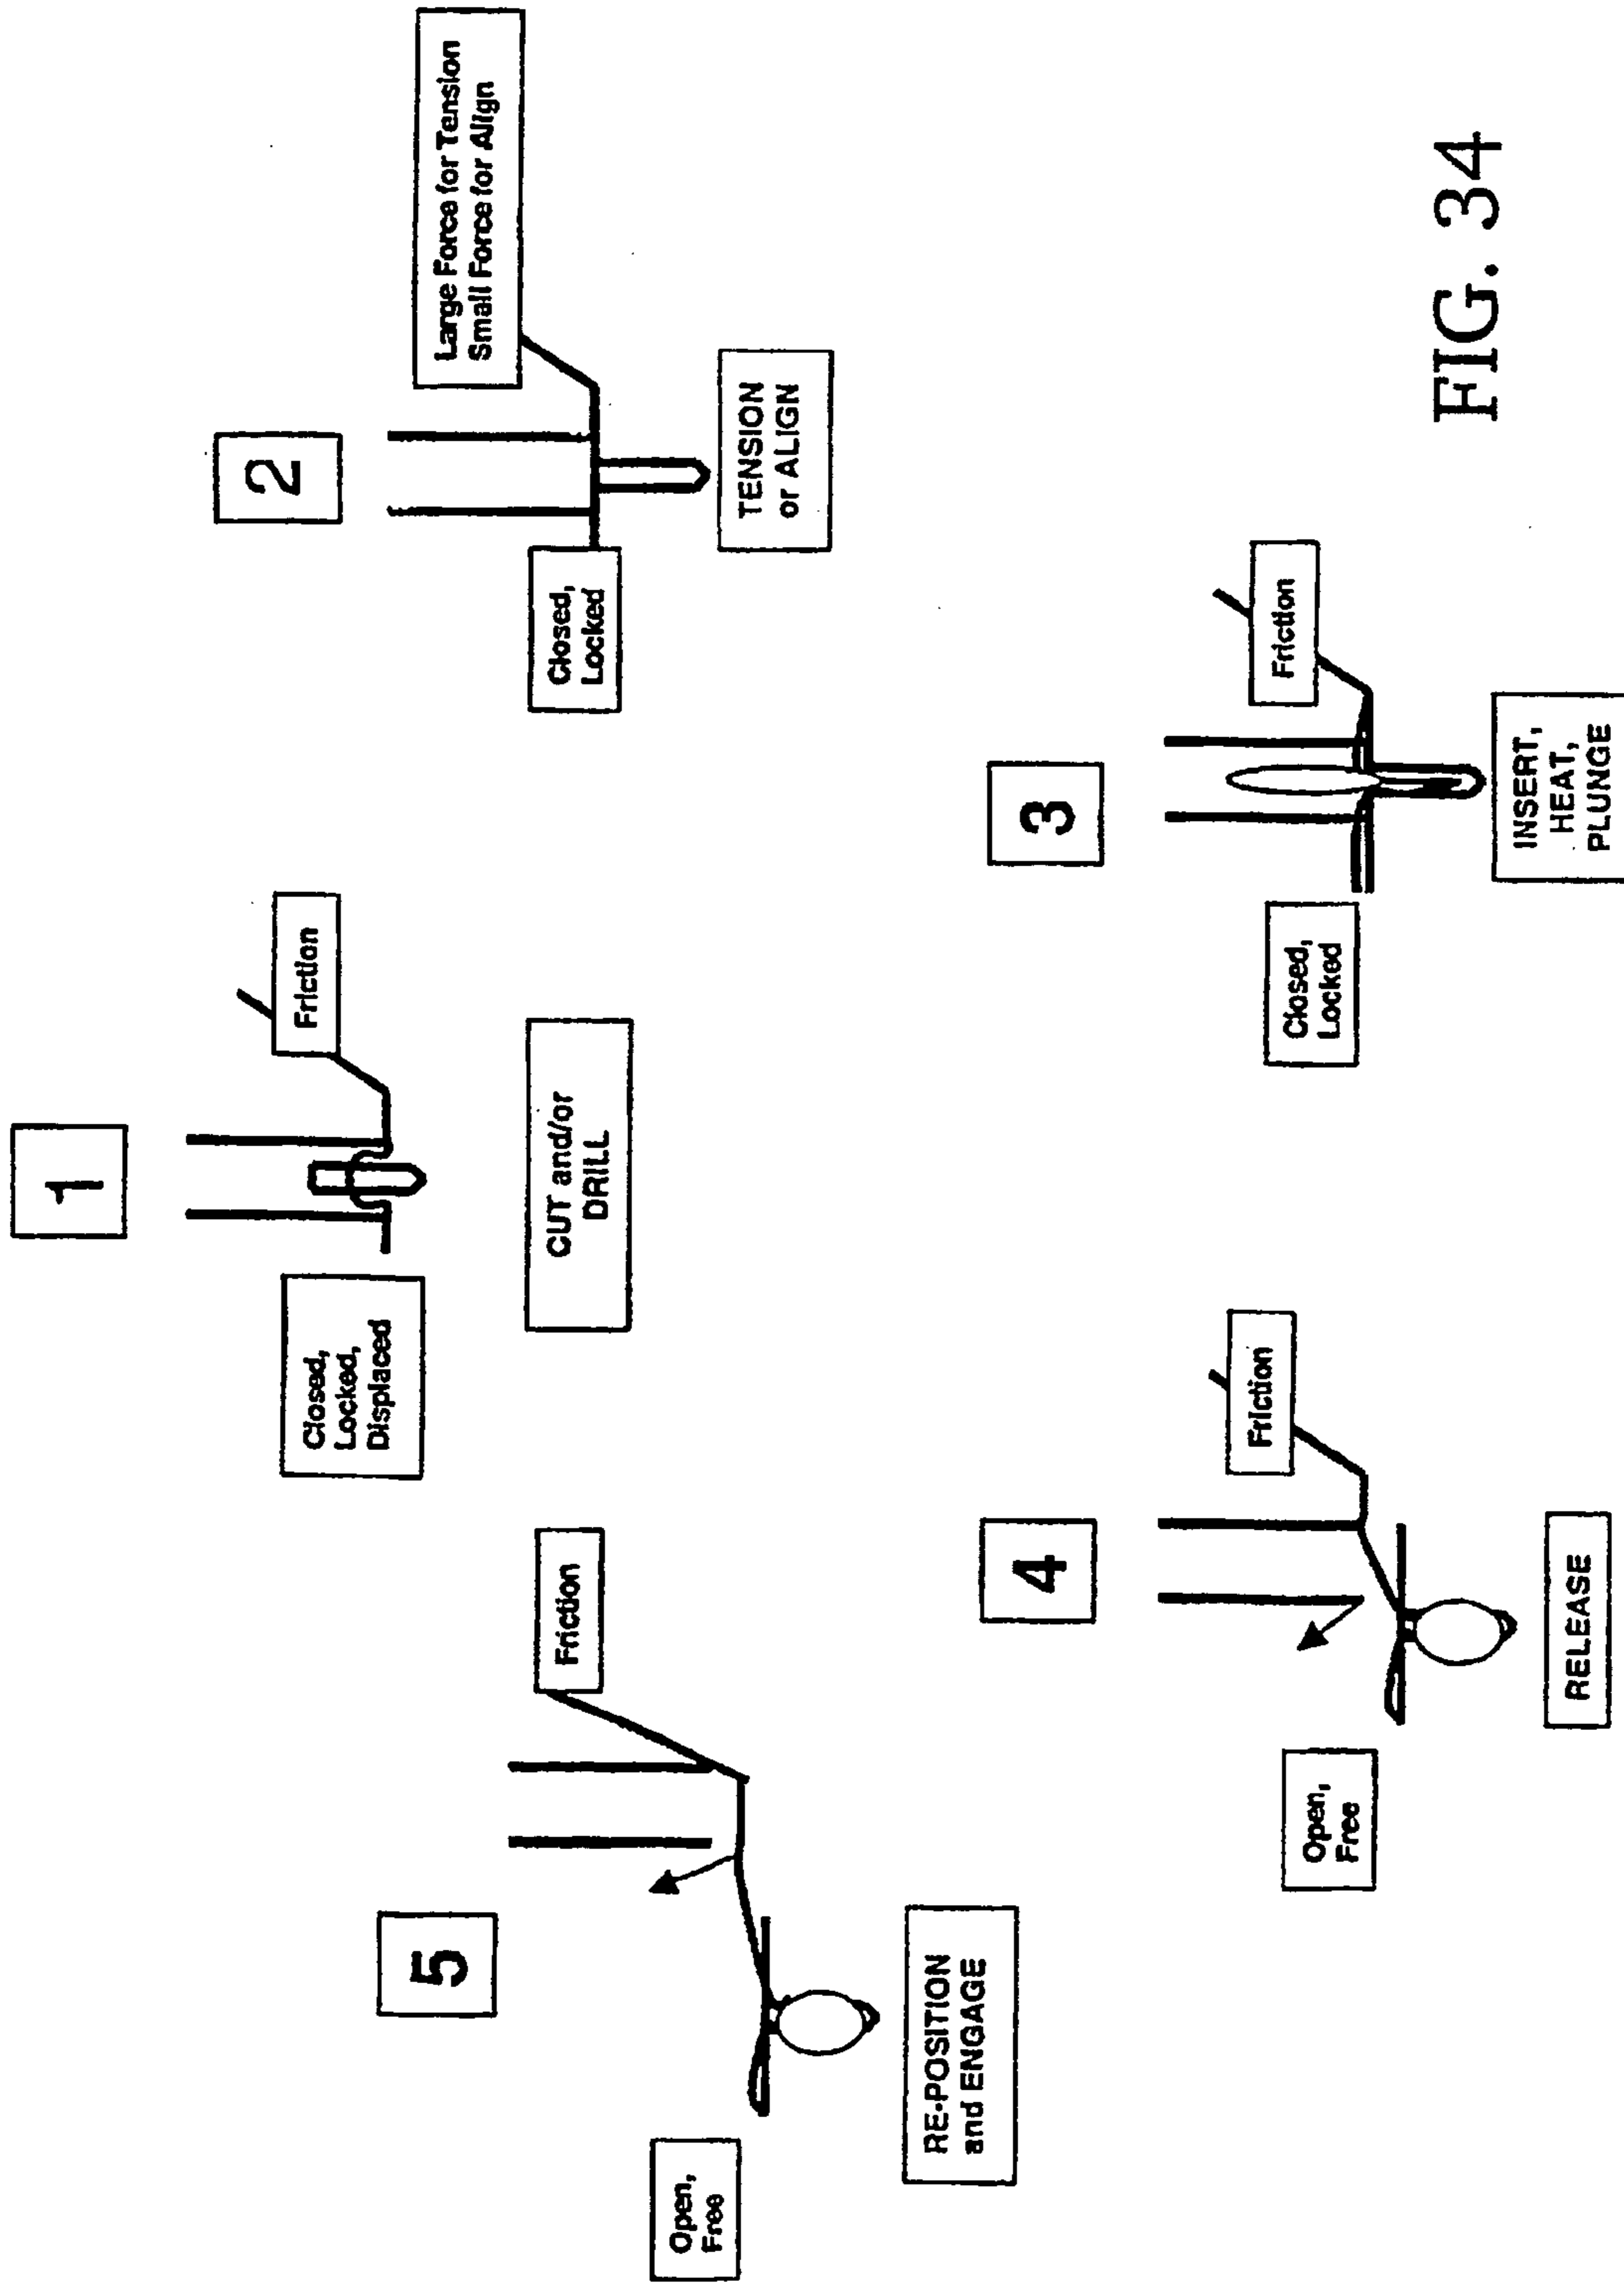 1
Closed,
Locked,
Displaced
Friction
CUT and/or
DRILL
2
Closed,
Locked
Large Force for Tension
Small Force for Align
TENSION
or ALIGN
3
Closed,
Locked
Friction
INSERT,
HEAT,
PLUNGE
4
Open,
Free
Friction
RELEASE
5
Open,
Free
Friction
RE-POSITION
and ENGAGE
FIG. 34